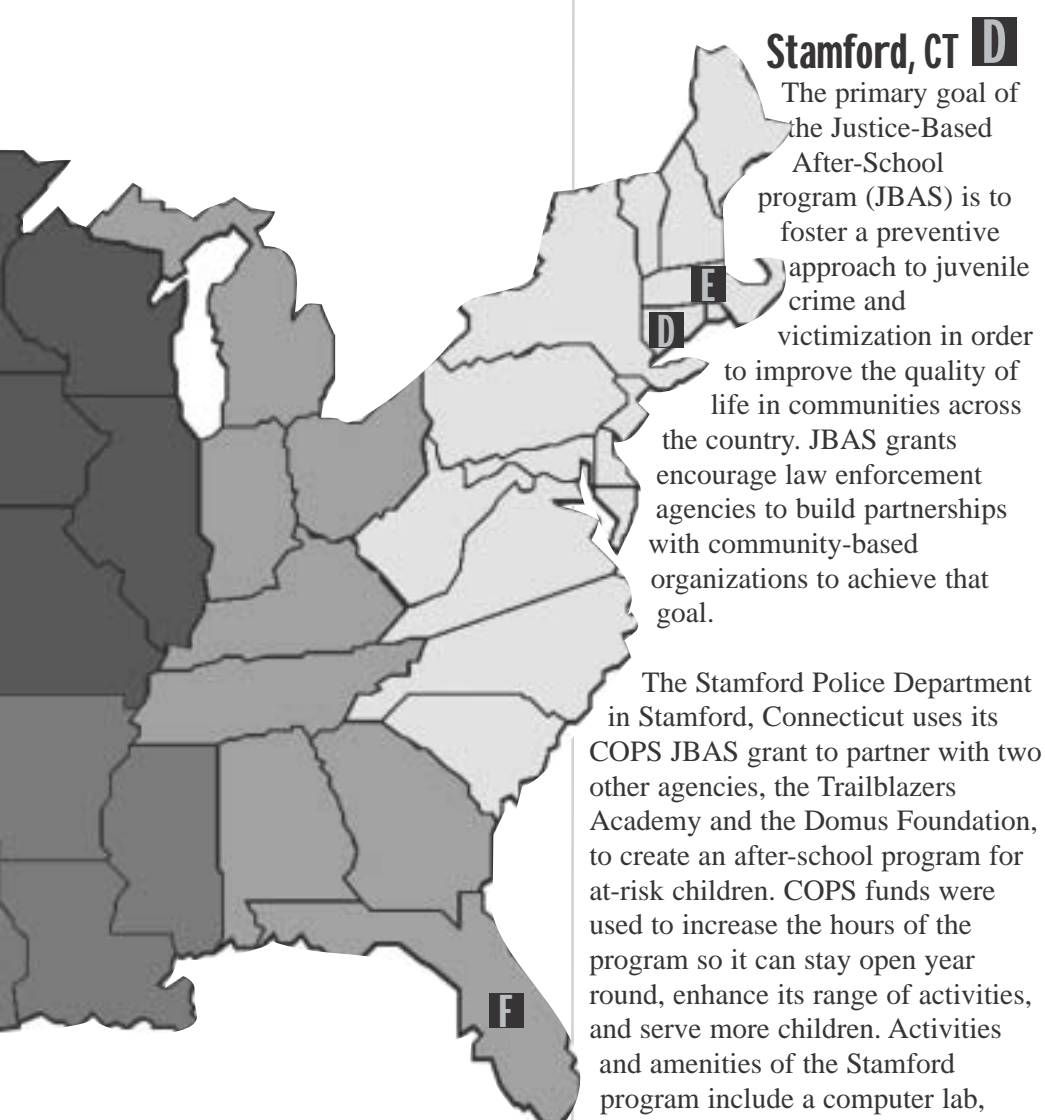 Stamford, CT D
The primary goal of
the Justice-Based
After-School
program (JBAS) is to
foster a preventive
approach to juvenile
crime and
victimization in order
to improve the quality of
life in communities across
the country. JBAS grants
encourage law enforcement
agencies to build partnerships
with community-based
organizations to achieve that
goal.
The Stamford Police Department
in Stamford, Connecticut uses its
COPS JBAS grant to partner with two
other agencies, the Trailblazers
Academy and the Domus Foundation,
to create an after-school program for
at-risk children. COPS funds were
used to increase the hours of the
program so it can stay open year
round, enhance its range of activities,
and serve more children. Activities
and amenities of the Stamford
program include a computer lab,
E
D
F